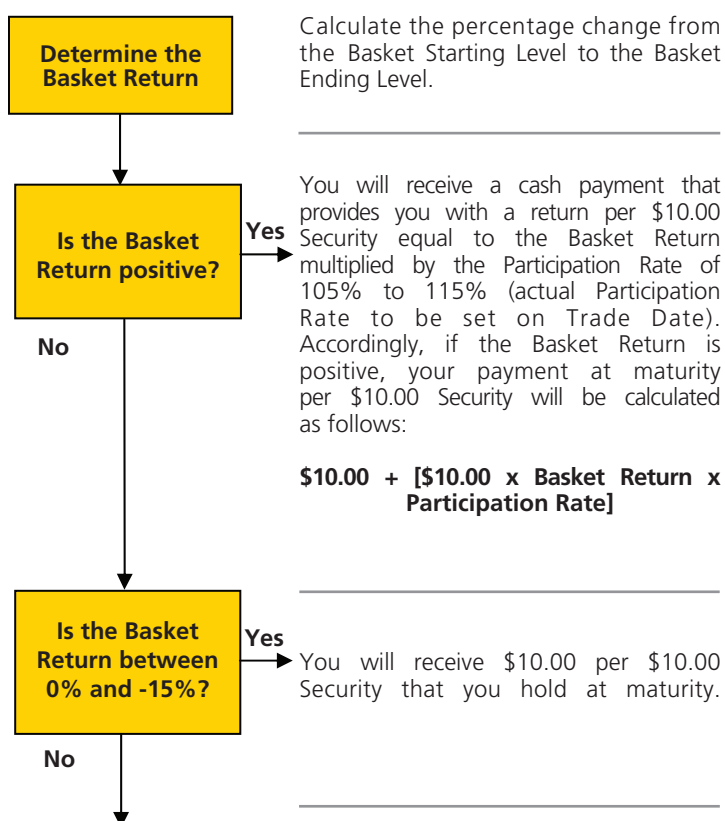 Determine the
Basket Return
Calculate the percentage change from
the Basket Starting Level to the Basket
Ending Level.
Is the Basket
Return positive?
Yes
You will receive a cash payment that
provides you with a return per $10.00
Security equal to the Basket Return
multiplied by the Participation Rate of
105% to 115% (actual Participation
Rate to be set on Trade Date).
Accordingly, if the Basket Return is
positive, your payment at maturity
per $10.00 Security will be calculated
as follows:
$10.00 + [$10.00 x Basket Return x
Participation Rate]
No
Is the Basket
Return between
0% and -15%?
Yes
You will receive $10.00 per $10.00
Security that you hold at maturity.
No